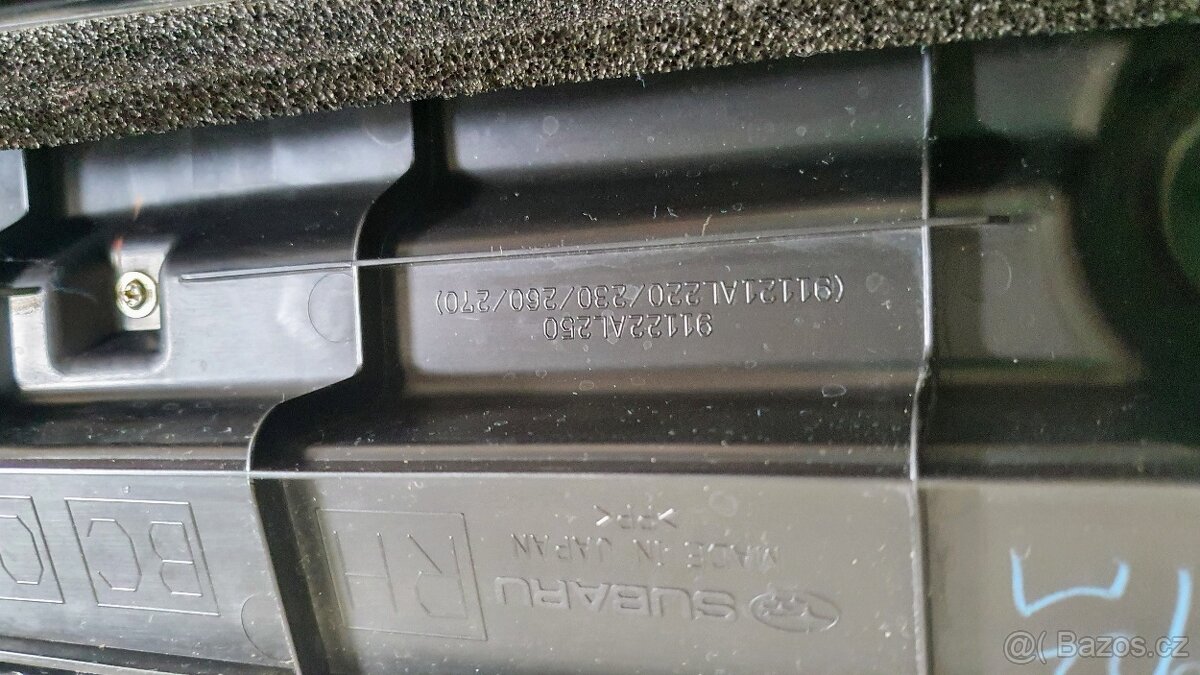 91122AL250
(91121AL220/230/260/270)
SUBARU
MADE IN JAPAN
>PP<
RH
BC
@( Bazos.cz